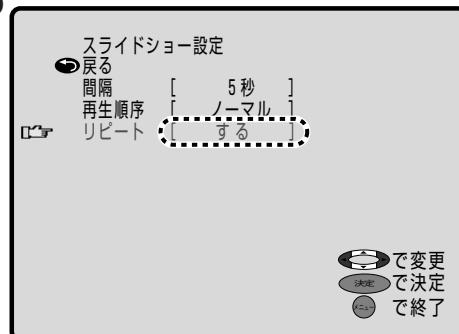 スライドショー設定
戻る
間隔 [ 5秒 ]
再生順序 [ ノーマル ]
リピート [ する ]
で変更
決定 で決定
メニュー で終了